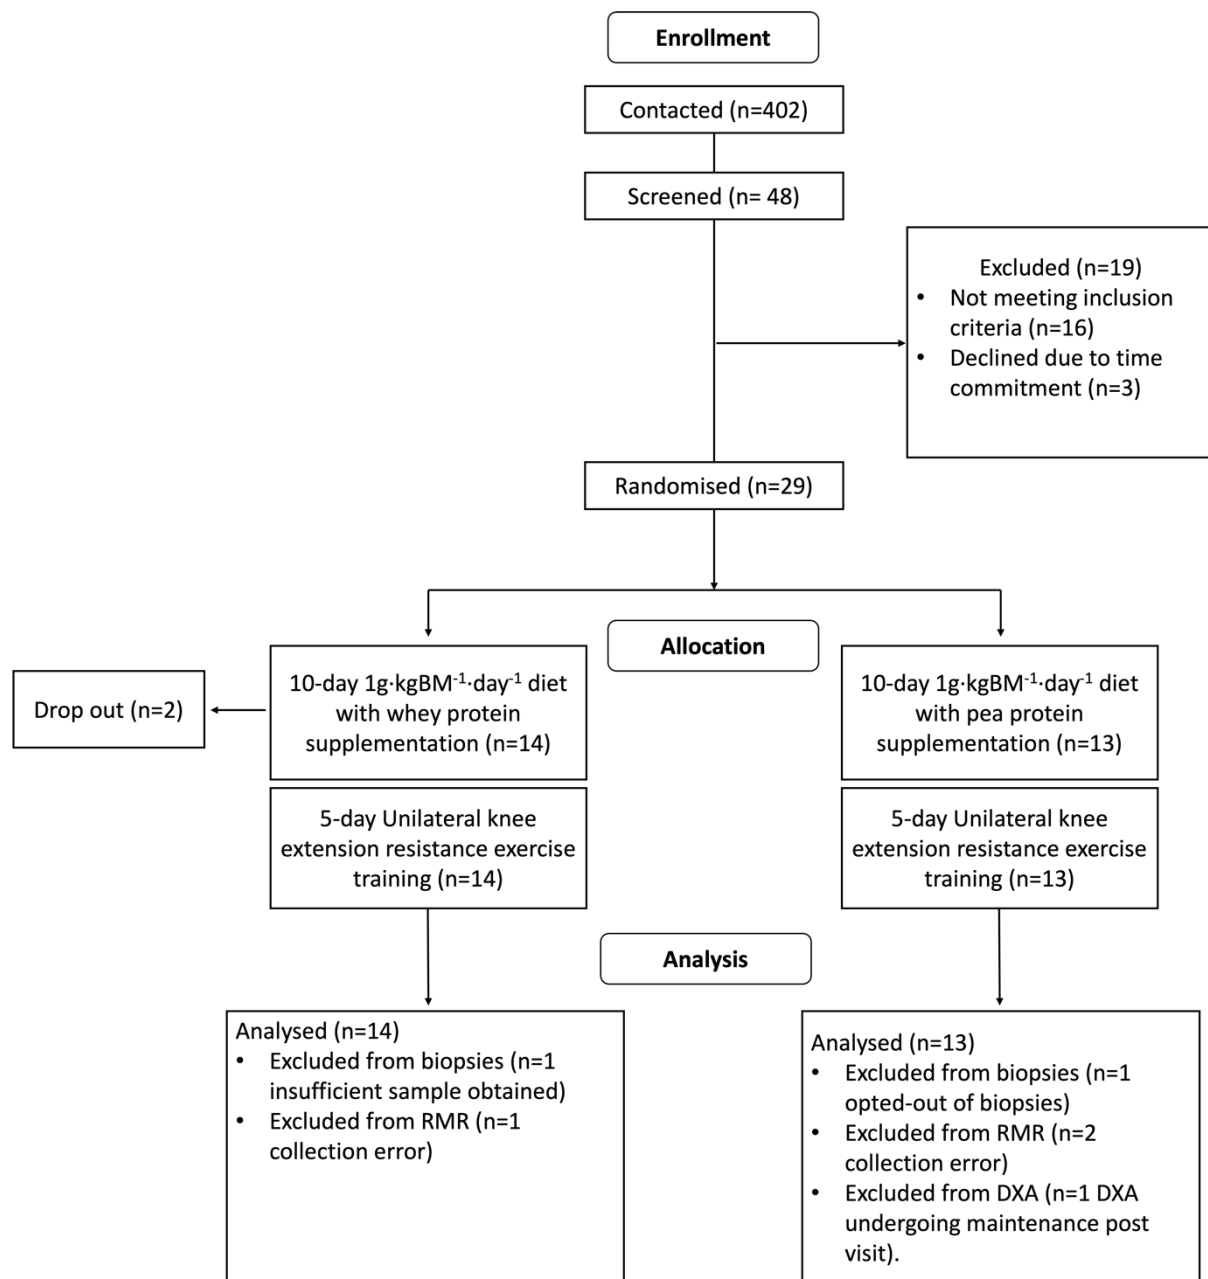 Enrollment
Contacted (n=402)
Screened (n= 48)
Excluded (n=19)
• Not meeting inclusion
criteria (n=16)
• Declined due to time
commitment (n=3)
Randomised (n=29)
Allocation
Drop out (n=2)
10-day 1g·kgBM⁻¹·day⁻¹ diet
with whey protein
supplementation (n=14)
10-day 1g·kgBM⁻¹·day⁻¹ diet
with pea protein
supplementation (n=13)
5-day Unilateral knee
extension resistance exercise
training (n=14)
5-day Unilateral knee
extension resistance exercise
training (n=13)
Analysis
Analysed (n=14)
• Excluded from biopsies (n=1
insufficient sample obtained)
• Excluded from RMR (n=1
collection error)
Analysed (n=13)
• Excluded from biopsies (n=1
opted-out of biopsies)
• Excluded from RMR (n=2
collection error)
• Excluded from DXA (n=1 DXA
undergoing maintenance post
visit).